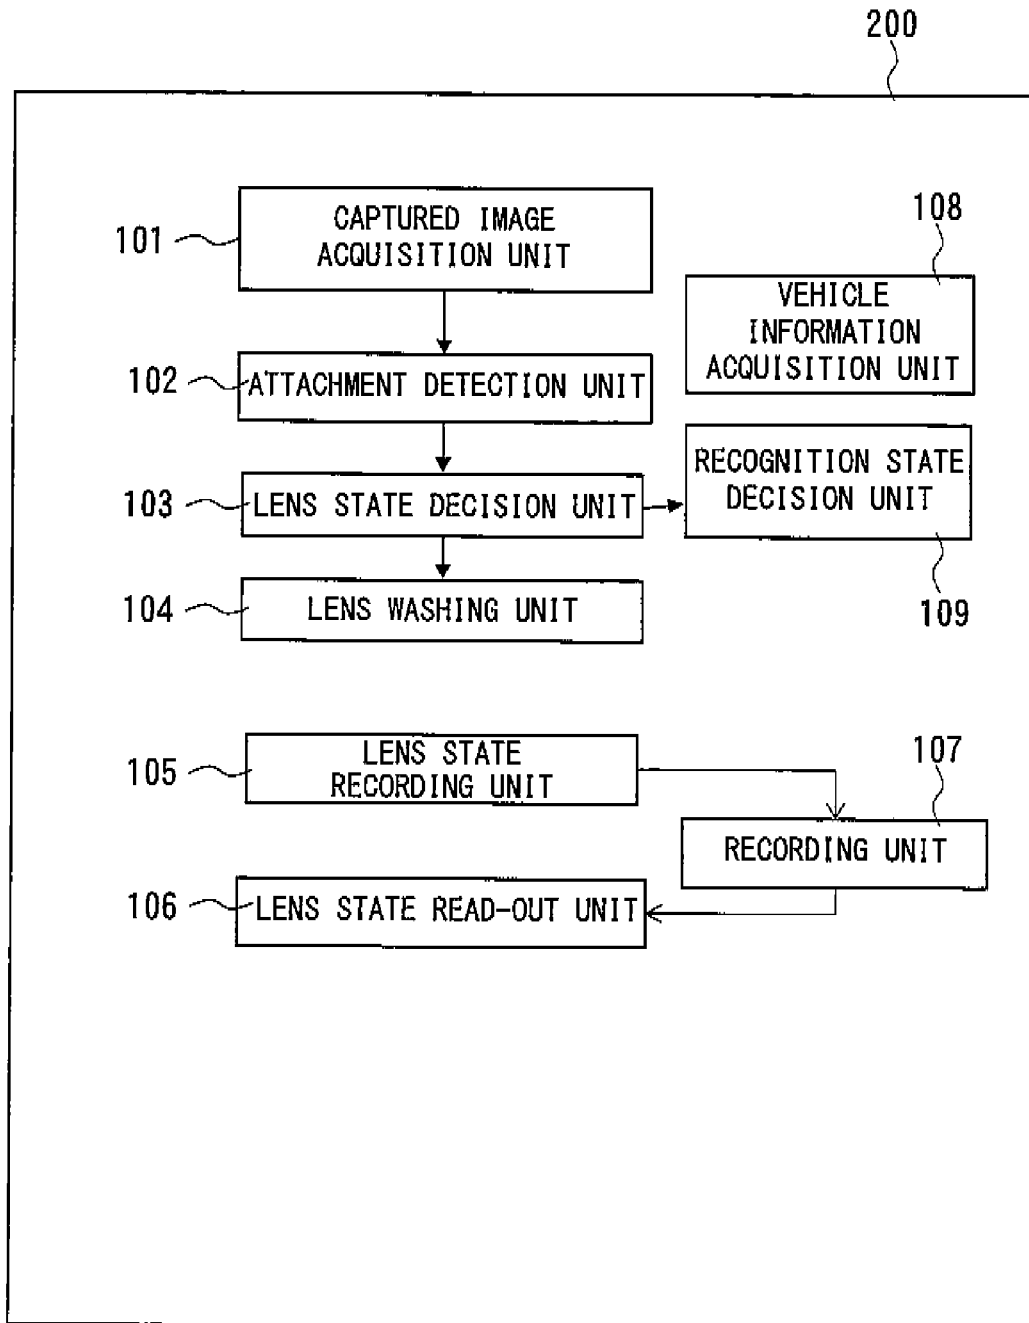 200
CAPTURED IMAGE
ACQUISITION UNIT
101
108
VEHICLE
INFORMATION
ACQUISITION UNIT
102
ATTACHMENT DETECTION UNIT
RECOGNITION STATE
DECISION UNIT
103
LENS STATE DECISION UNIT
104
LENS WASHING UNIT
109
LENS STATE
RECORDING UNIT
105
107
RECORDING UNIT
106
LENS STATE READ-OUT UNIT